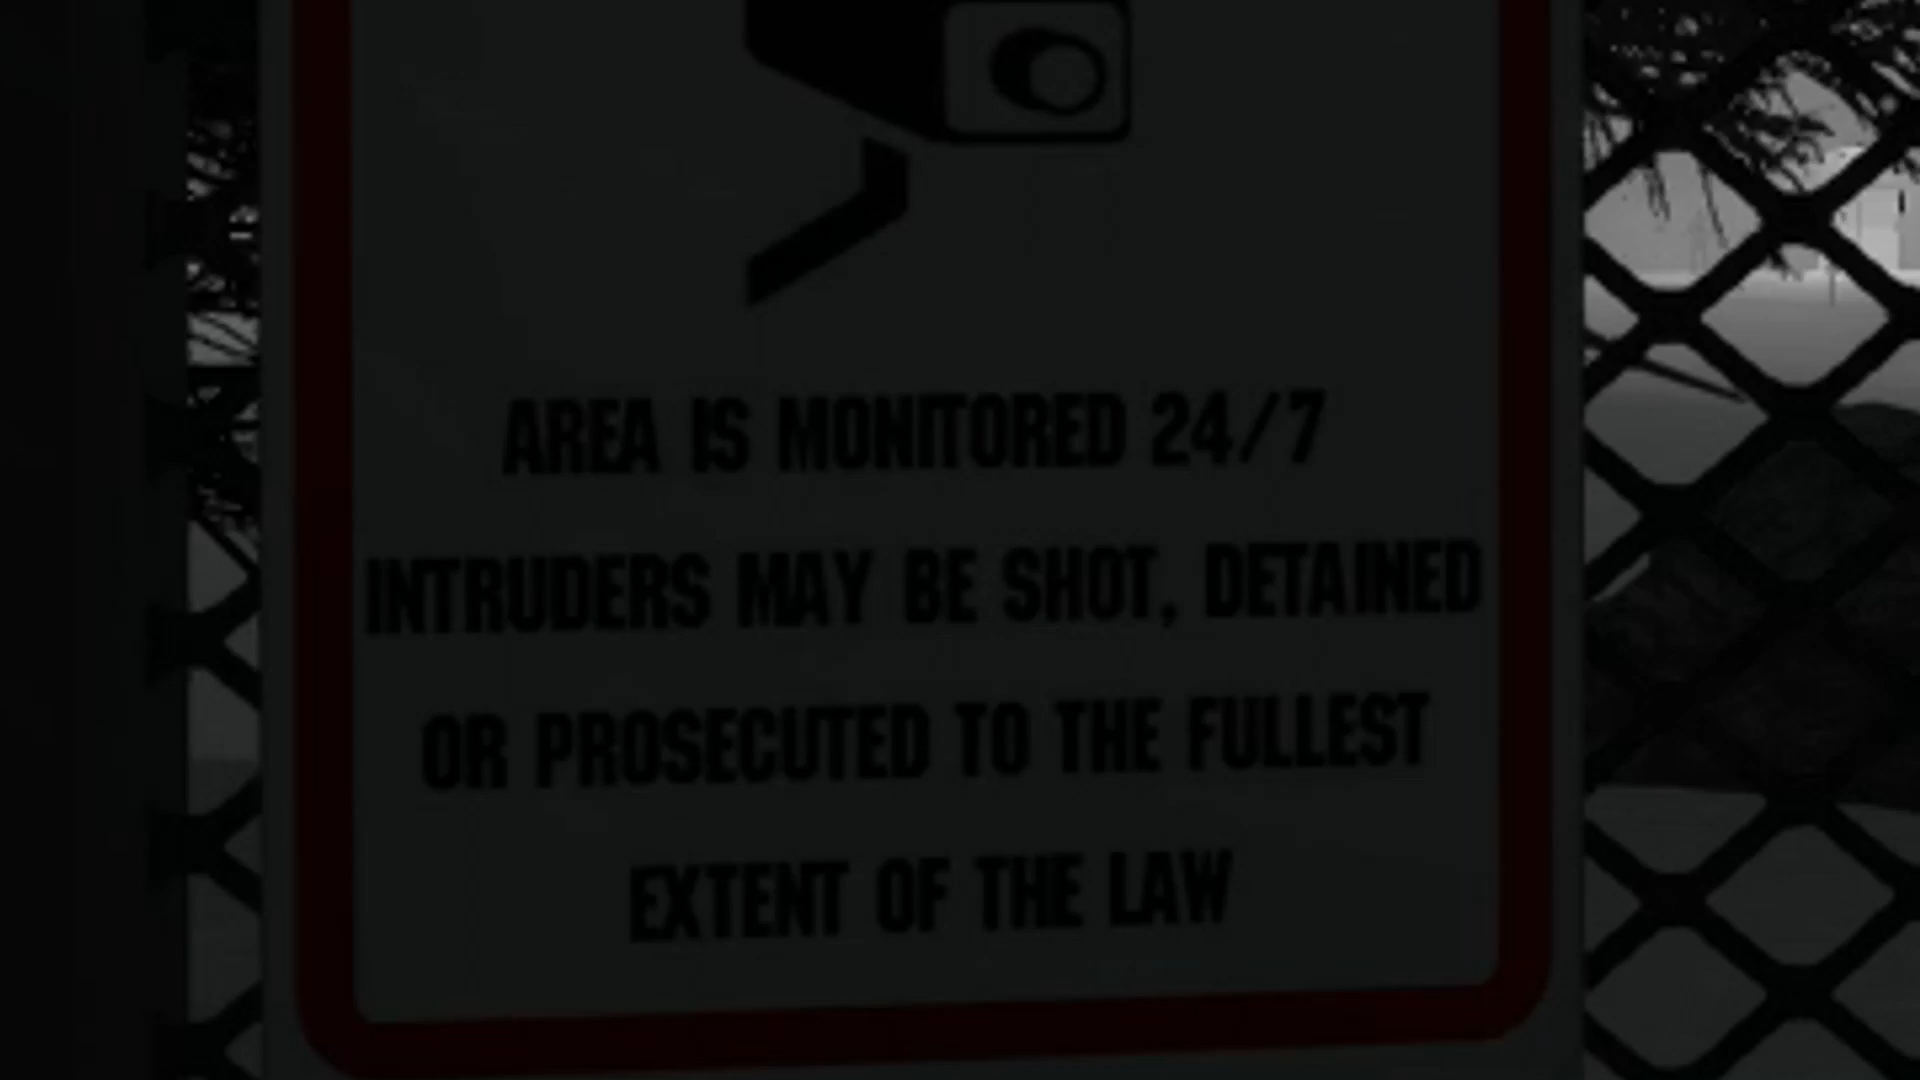 AREA IS MONITORED 24/7
INTRUDERS MAY BE SHOT, DETAINED
OR PROSECUTED TO THE FULLEST
EXTENT OF THE LAW